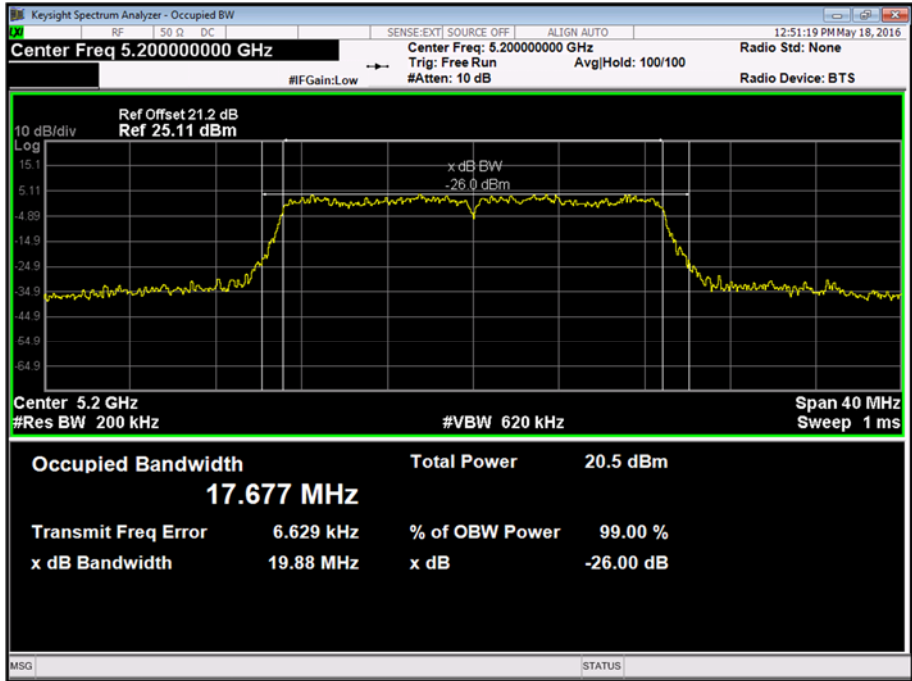 Keysight Spectrum Analyzer - Occupied BW
LXI RF 50 Ω DC SENSE:EXT SOURCE OFF ALIGN AUTO 12:51:19 PM May 18, 2016
Center Freq 5.200000000 GHz Center Freq: 5.200000000 GHz Radio Std: None
Trig: Free Run Avg|Hold: 100/100
#IFGain:Low #Atten: 10 dB Radio Device: BTS
Ref Offset 21.2 dB
10 dB/div Ref 25.11 dBm
Log
15.1
x dB BW
5.11 -26.0 dBm
-4.89
-14.9
-24.9
-34.9
-44.9
-54.9
-64.9
Center 5.2 GHz Span 40 MHz
#Res BW 200 kHz #VBW 620 kHz Sweep 1 ms
Occupied Bandwidth Total Power 20.5 dBm
17.677 MHz
Transmit Freq Error 6.629 kHz % of OBW Power 99.00 %
x dB Bandwidth 19.88 MHz x dB -26.00 dB
MSG STATUS